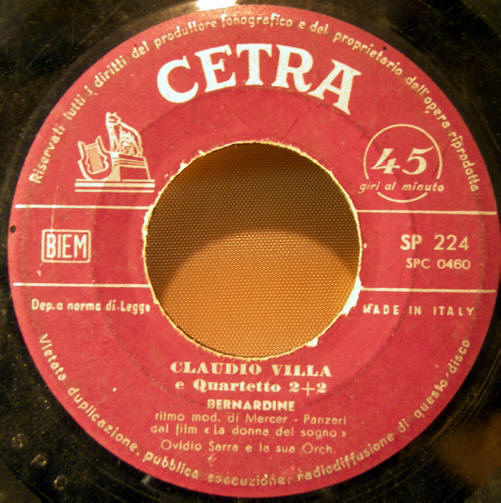 Riservati tutti i diritti del produttore fonografico e del proprietario dell'opera riprodotta
CETRA
45
giri al minuto
BIEM
SP 224
SPC 0460
Dep. a norma di Legge
MADE IN ITALY
CLAUDIO VILLA
e Quartetto 2+2
BERNARDINE
ritmo mod. di Mercer - Panzeri
dal film « La donna del sogno »
Ovidio Sarra e la sua Orch.
Vietata duplicazione, pubblica esecuzione, radiodiffusione di questo disco